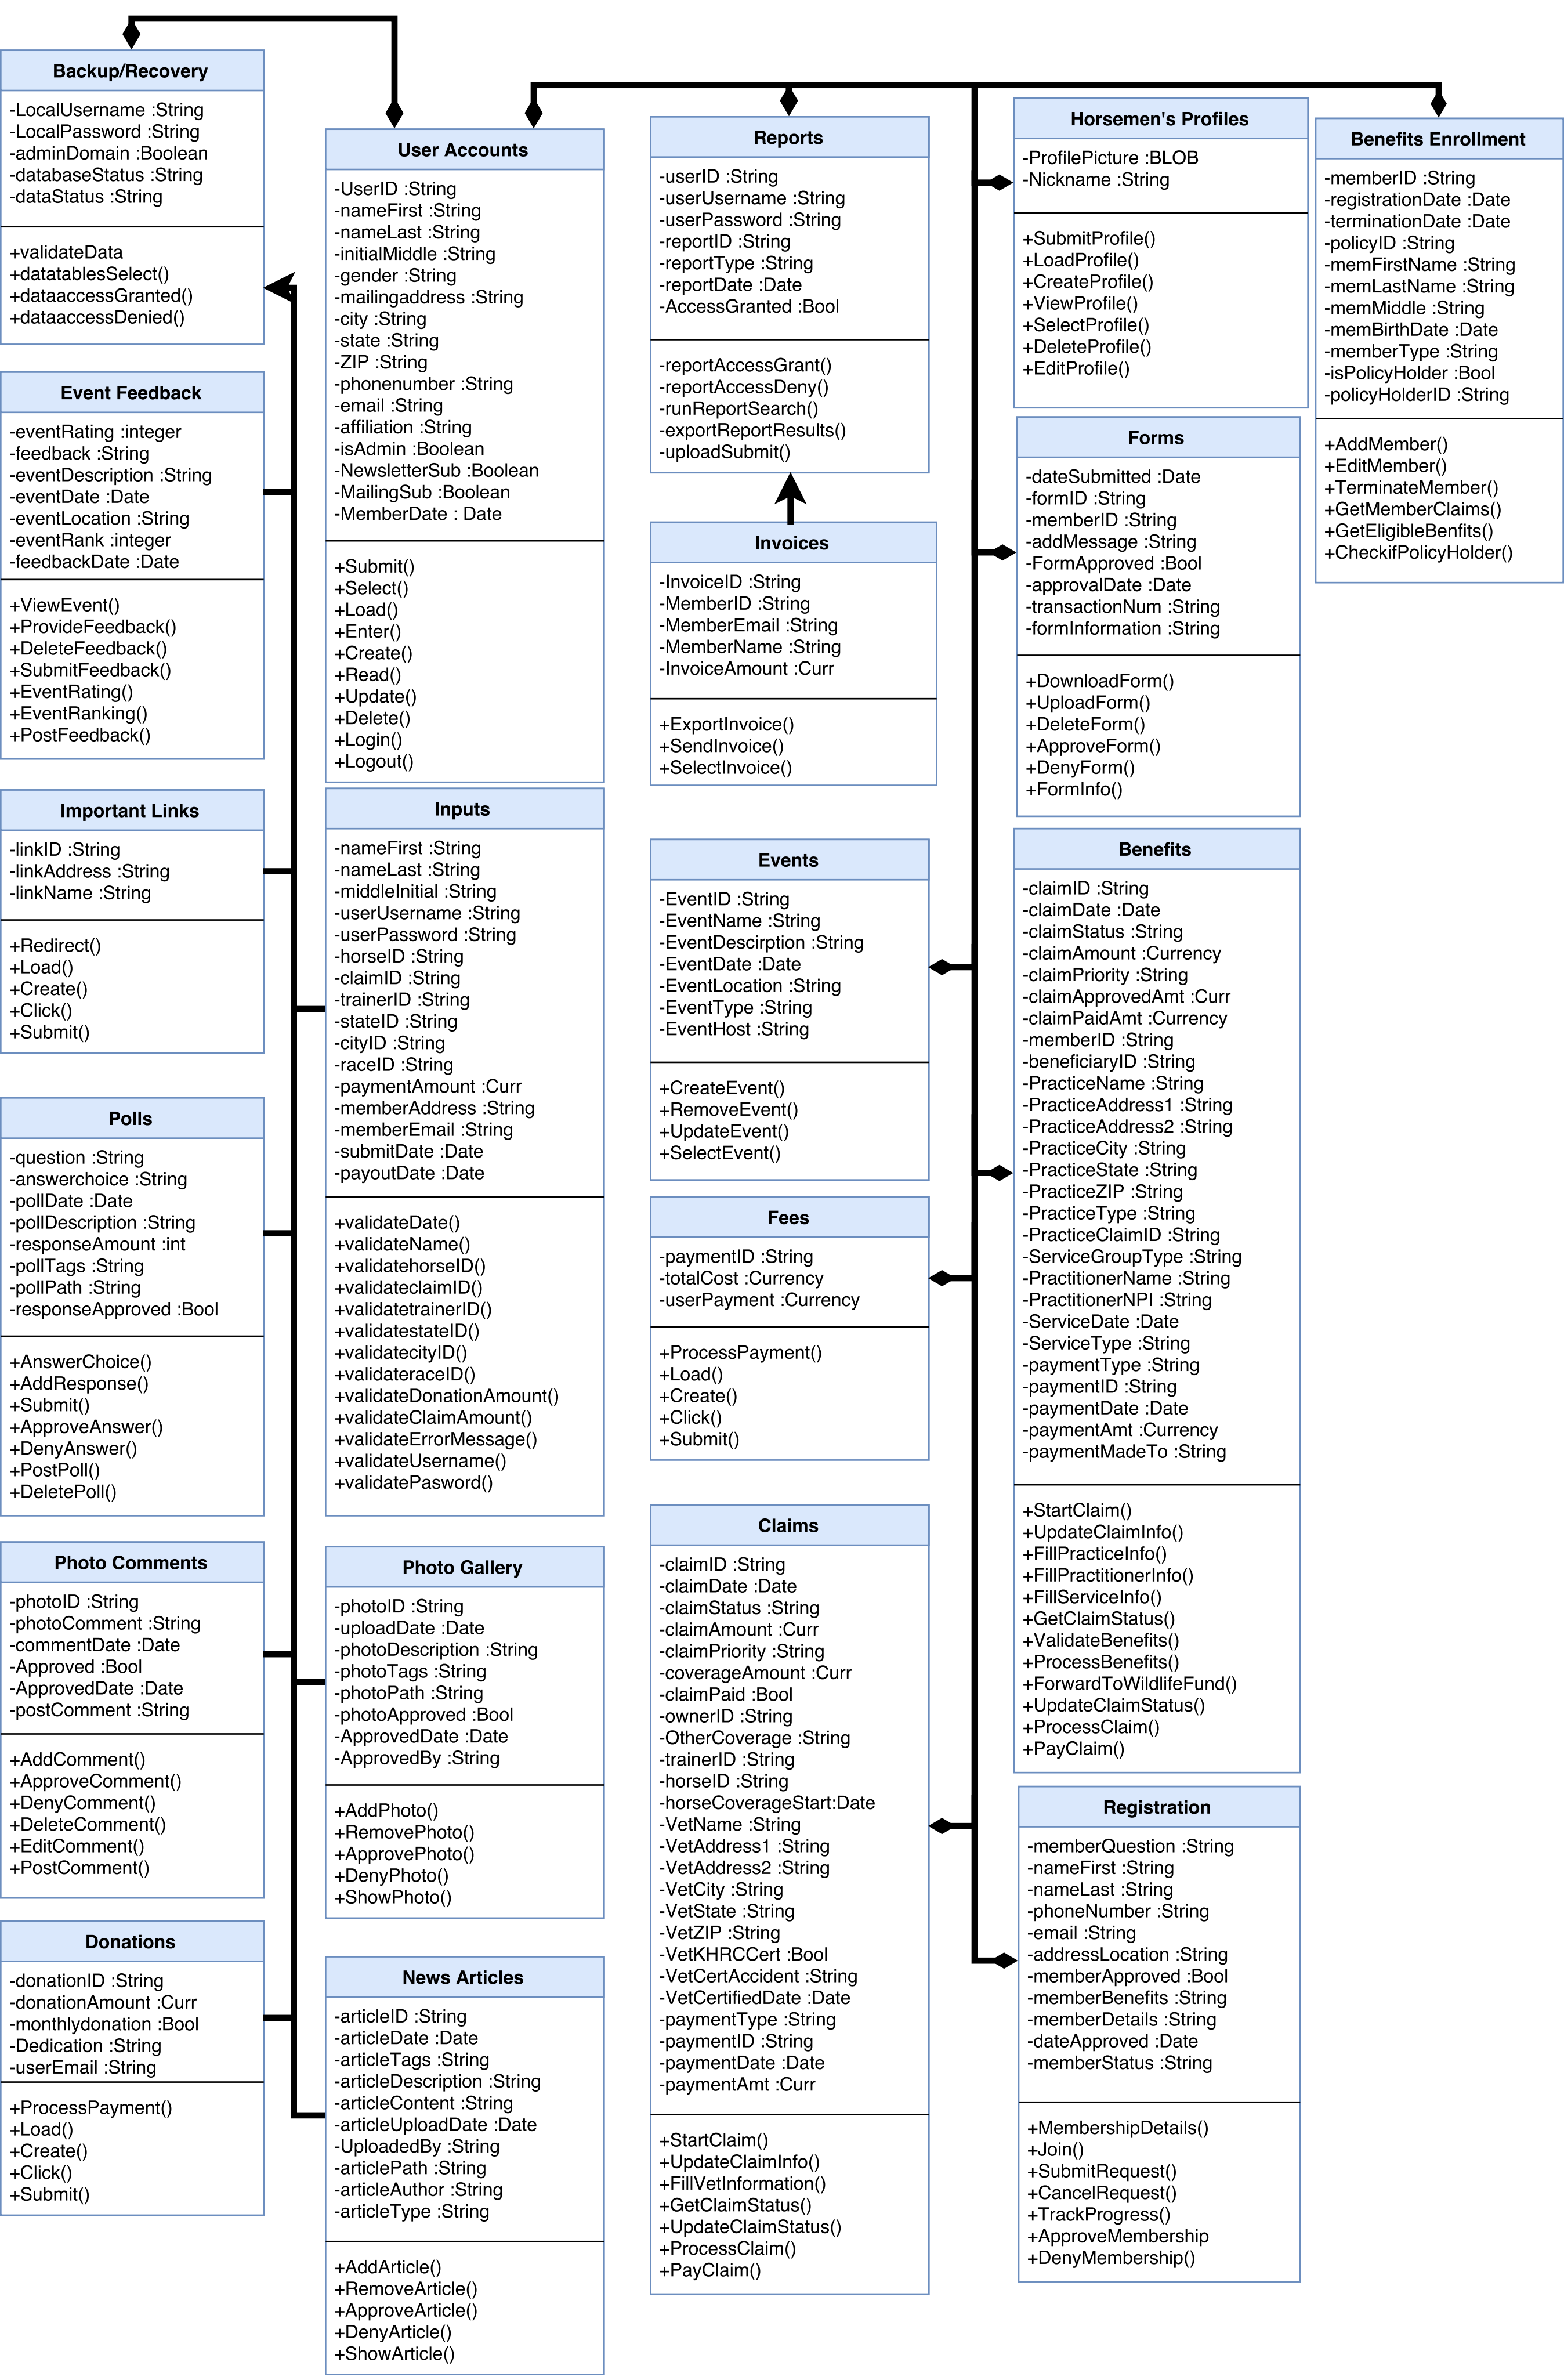 Backup/Recovery
-LocalUsername :String
-LocalPassword :String
-adminDomain :Boolean
-databaseStatus :String
-dataStatus :String
+validateData
+datatablesSelect()
+dataaccessGranted()
+dataaccessDenied()
Event Feedback
-eventRating :integer
-feedback :String
-eventDescription :String
-eventDate :Date
-eventLocation :String
-eventRank :integer
-feedbackDate :Date
+ViewEvent()
+ProvideFeedback()
+DeleteFeedback()
+SubmitFeedback()
+EventRating()
+EventRanking()
+PostFeedback()
Important Links
-linkID :String
-linkAddress :String
-linkName :String
+Redirect()
+Load()
+Create()
+Click()
+Submit()
Polls
-question :String
-answerchoice :String
-pollDate :Date
-pollDescription :String
-responseAmount :int
-pollTags :String
-pollPath :String
-responseApproved :Bool
+AnswerChoice()
+AddResponse()
+Submit()
+ApproveAnswer()
+DenyAnswer()
+PostPoll()
+DeletePoll()
Photo Comments
-photoID :String
-photoComment :String
-commentDate :Date
-Approved :Bool
-ApprovedDate :Date
-postComment :String
+AddComment()
+ApproveComment()
+DenyComment()
+DeleteComment()
+EditComment()
+PostComment()
Donations
-donationID :String
-donationAmount :Curr
-monthlydonation :Bool
-Dedication :String
-userEmail :String
+ProcessPayment()
+Load()
+Create()
+Click()
+Submit()
User Accounts
-UserID :String
-nameFirst :String
-nameLast :String
-initialMiddle :String
-gender :String
-mailingaddress :String
-city :String
-state :String
-ZIP :String
-phonenumber :String
-email :String
-affiliation :String
-isAdmin :Boolean
-NewsletterSub :Boolean
-MailingSub :Boolean
-MemberDate : Date
+Submit()
+Select()
+Load()
+Enter()
+Create()
+Read()
+Update()
+Delete()
+Login()
+Logout()
Inputs
-nameFirst :String
-nameLast :String
-middleInitial :String
-userUsername :String
-userPassword :String
-horseID :String
-claimID :String
-trainerID :String
-stateID :String
-cityID :String
-raceID :String
-paymentAmount :Curr
-memberAddress :String
-memberEmail :String
-submitDate :Date
-payoutDate :Date
+validateDate()
+validateName()
+validatehorseID()
+validateclaimID()
+validatetrainerID()
+validatestateID()
+validatecityID()
+validateraceID()
+validateDonationAmount()
+validateClaimAmount()
+validateErrorMessage()
+validateUsername()
+validatePasword()
Photo Gallery
-photoID :String
-uploadDate :Date
-photoDescription :String
-photoTags :String
-photoPath :String
-photoApproved :Bool
-ApprovedDate :Date
-ApprovedBy :String
+AddPhoto()
+RemovePhoto()
+ApprovePhoto()
+DenyPhoto()
+ShowPhoto()
News Articles
-articleID :String
-articleDate :Date
-articleTags :String
-articleDescription :String
-articleContent :String
-articleUploadDate :Date
-UploadedBy :String
-articlePath :String
-articleAuthor :String
-articleType :String
+AddArticle()
+RemoveArticle()
+ApproveArticle()
+DenyArticle()
+ShowArticle()
Reports
-userID :String
-userUsername :String
-userPassword :String
-reportID :String
-reportType :String
-reportDate :Date
-AccessGranted :Bool
-reportAccessGrant()
-reportAccessDeny()
-runReportSearch()
-exportReportResults()
-uploadSubmit()
Invoices
-InvoiceID :String
-MemberID :String
-MemberEmail :String
-MemberName :String
-InvoiceAmount :Curr
+ExportInvoice()
+SendInvoice()
+SelectInvoice()
Events
-EventID :String
-EventName :String
-EventDescirption :String
-EventDate :Date
-EventLocation :String
-EventType :String
-EventHost :String
+CreateEvent()
+RemoveEvent()
+UpdateEvent()
+SelectEvent()
Fees
-paymentID :String
-totalCost :Currency
-userPayment :Currency
+ProcessPayment()
+Load()
+Create()
+Click()
+Submit()
Claims
-claimID :String
-claimDate :Date
-claimStatus :String
-claimAmount :Curr
-claimPriority :String
-coverageAmount :Curr
-claimPaid :Bool
-ownerID :String
-OtherCoverage :String
-trainerID :String
-horseID :String
-horseCoverageStart:Date
-VetName :String
-VetAddress1 :String
-VetAddress2 :String
-VetCity :String
-VetState :String
-VetZIP :String
-VetKHRCCert :Bool
-VetCertAccident :String
-VetCertifiedDate :Date
-paymentType :String
-paymentID :String
-paymentDate :Date
-paymentAmt :Curr
+StartClaim()
+UpdateClaimInfo()
+FillVetInformation()
+GetClaimStatus()
+UpdateClaimStatus()
+ProcessClaim()
+PayClaim()
Horsemen's Profiles
-ProfilePicture :BLOB
-Nickname :String
+SubmitProfile()
+LoadProfile()
+CreateProfile()
+ViewProfile()
+SelectProfile()
+DeleteProfile()
+EditProfile()
Forms
-dateSubmitted :Date
-formID :String
-memberID :String
-addMessage :String
-FormApproved :Bool
-approvalDate :Date
-transactionNum :String
-formInformation :String
+DownloadForm()
+UploadForm()
+DeleteForm()
+ApproveForm()
+DenyForm()
+FormInfo()
Benefits
-claimID :String
-claimDate :Date
-claimStatus :String
-claimAmount :Currency
-claimPriority :String
-claimApprovedAmt :Curr
-claimPaidAmt :Currency
-memberID :String
-beneficiaryID :String
-PracticeName :String
-PracticeAddress1 :String
-PracticeAddress2 :String
-PracticeCity :String
-PracticeState :String
-PracticeZIP :String
-PracticeType :String
-PracticeClaimID :String
-ServiceGroupType :String
-PractitionerName :String
-PractitionerNPI :String
-ServiceDate :Date
-ServiceType :String
-paymentType :String
-paymentID :String
-paymentDate :Date
-paymentAmt :Currency
-paymentMadeTo :String
+StartClaim()
+UpdateClaimInfo()
+FillPracticeInfo()
+FillPractitionerInfo()
+FillServiceInfo()
+GetClaimStatus()
+ValidateBenefits()
+ProcessBenefits()
+ForwardToWildlifeFund()
+UpdateClaimStatus()
+ProcessClaim()
+PayClaim()
Registration
-memberQuestion :String
-nameFirst :String
-nameLast :String
-phoneNumber :String
-email :String
-addressLocation :String
-memberApproved :Bool
-memberBenefits :String
-memberDetails :String
-dateApproved :Date
-memberStatus :String
+MembershipDetails()
+Join()
+SubmitRequest()
+CancelRequest()
+TrackProgress()
+ApproveMembership
+DenyMembership()
Benefits Enrollment
-memberID :String
-registrationDate :Date
-terminationDate :Date
-policyID :String
-memFirstName :String
-memLastName :String
-memMiddle :String
-memBirthDate :Date
-memberType :String
-isPolicyHolder :Bool
-policyHolderID :String
+AddMember()
+EditMember()
+TerminateMember()
+GetMemberClaims()
+GetEligibleBenfits()
+CheckifPolicyHolder()